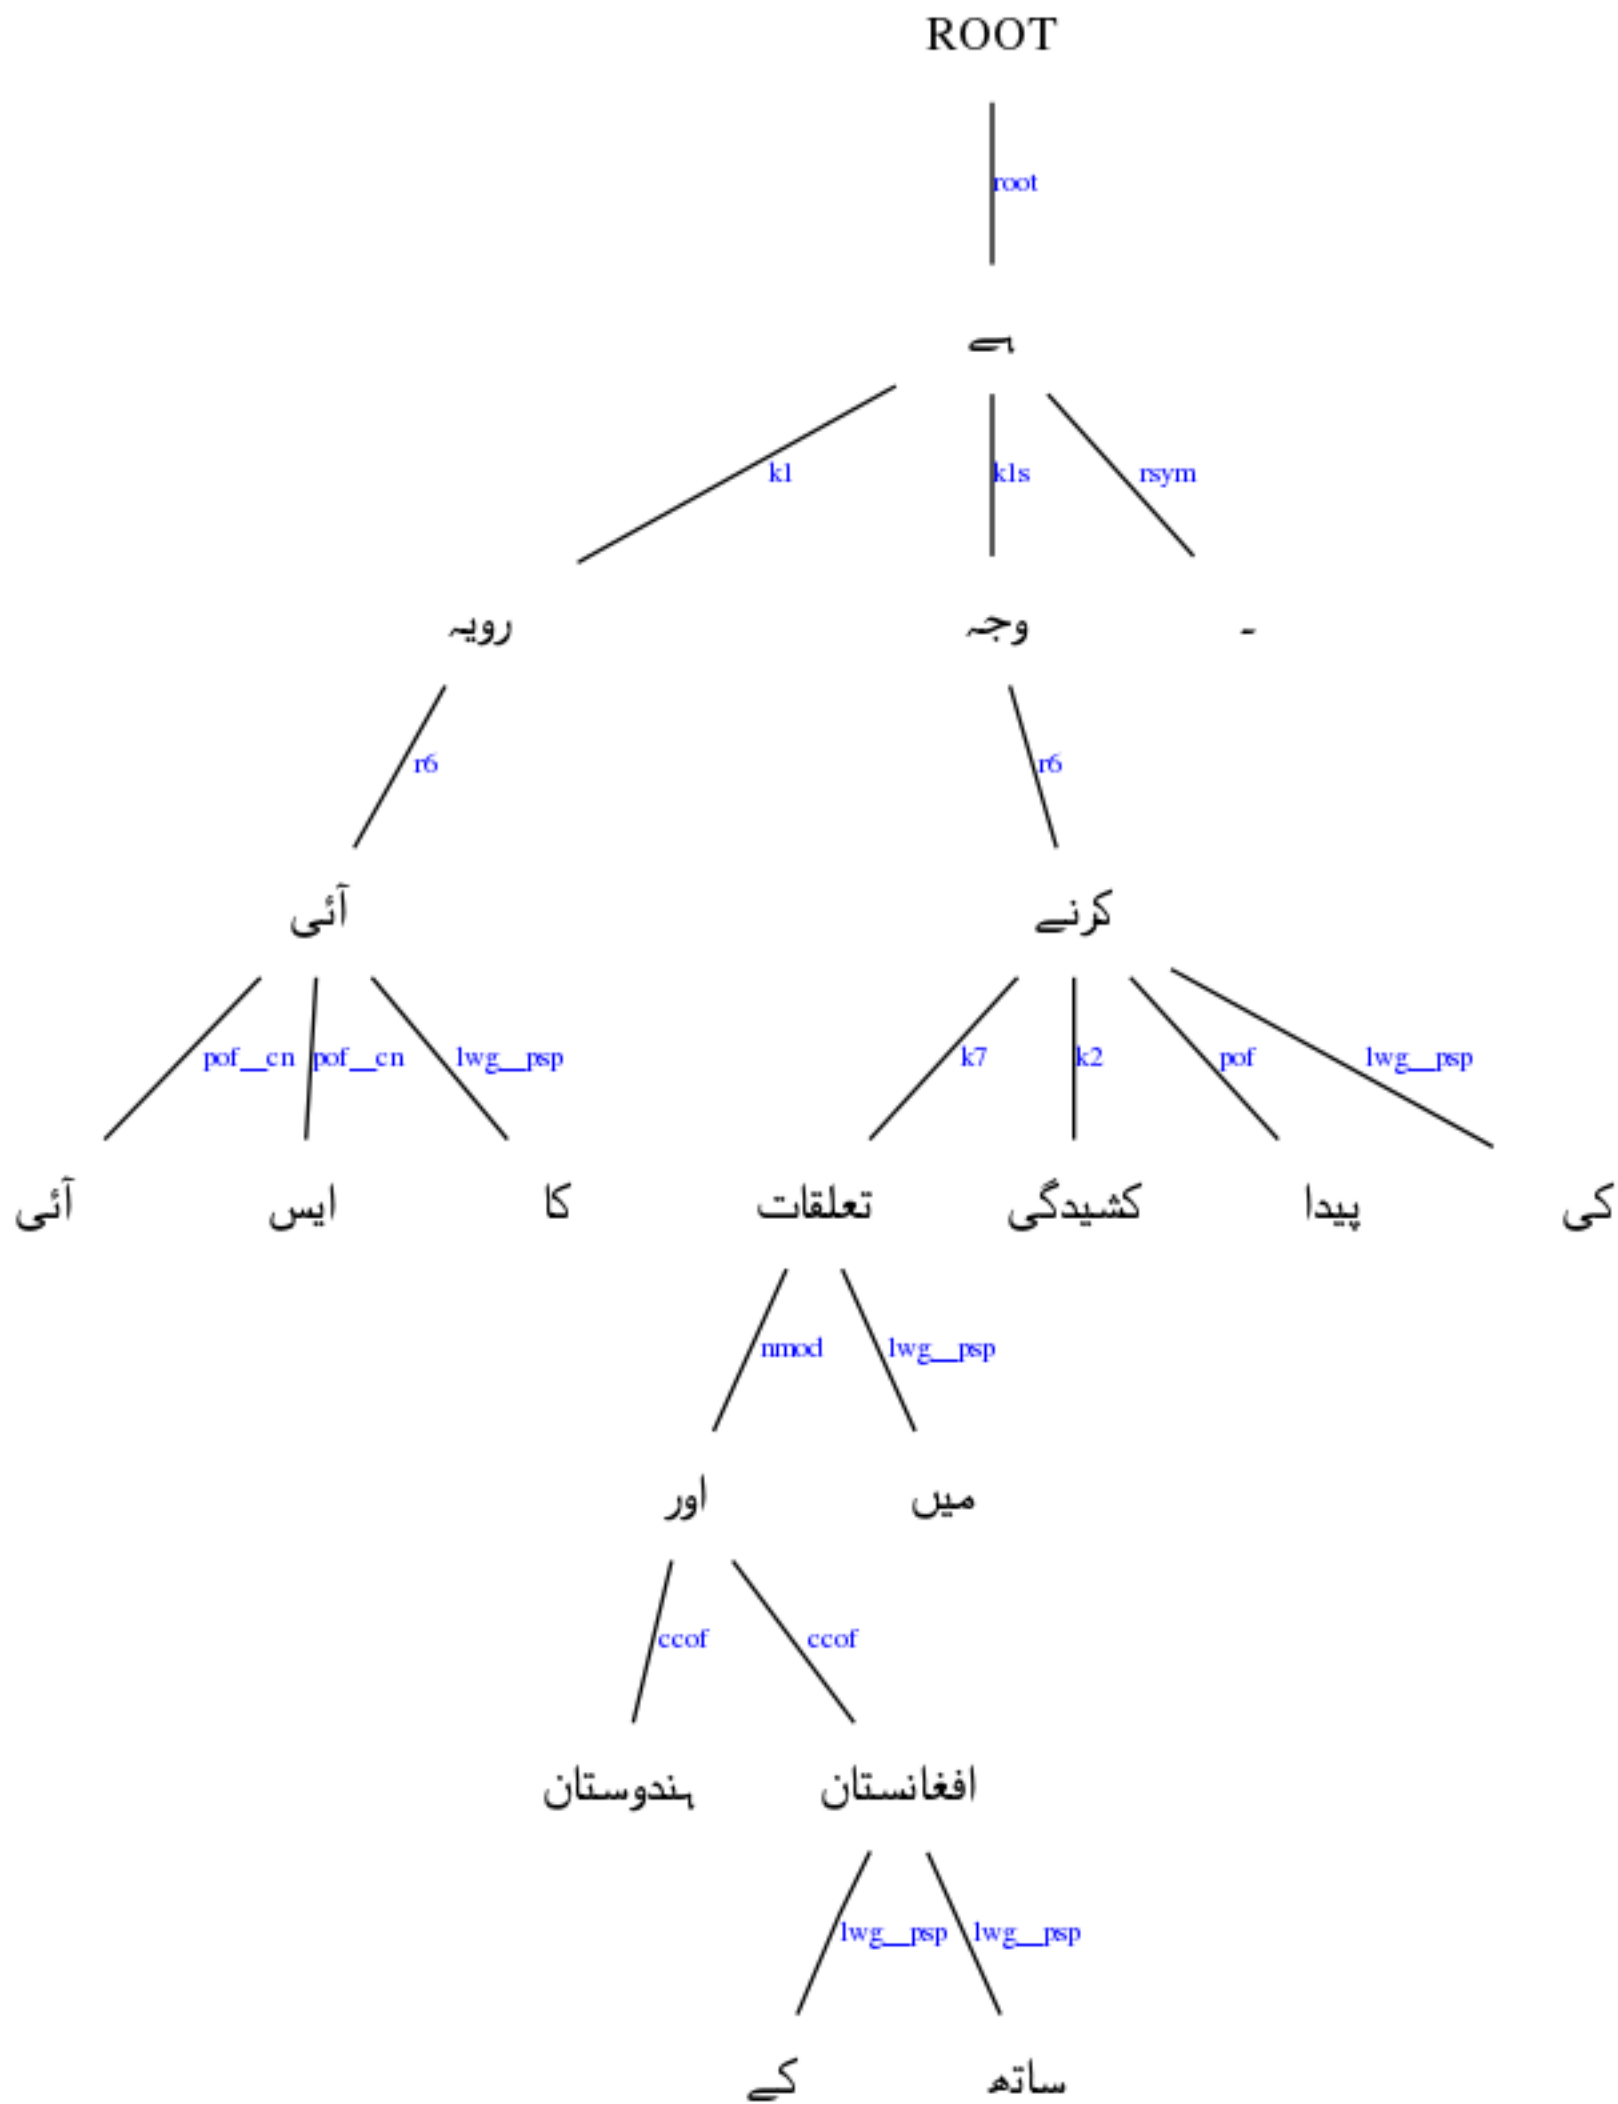 ROOT
root
ہے
k1 k1s rsym
رویہ وجہ ۔
r6 r6
آئی کرنے
pof__cn pof__cn lwg__psp k7 k2 pof lwg__psp
آئی ایس کا تعلقات کشیدگی پیدا کی
nmod lwg__psp
اور میں
ccof ccof
ہندوستان افغانستان
lwg__psp lwg__psp
کے ساتھ